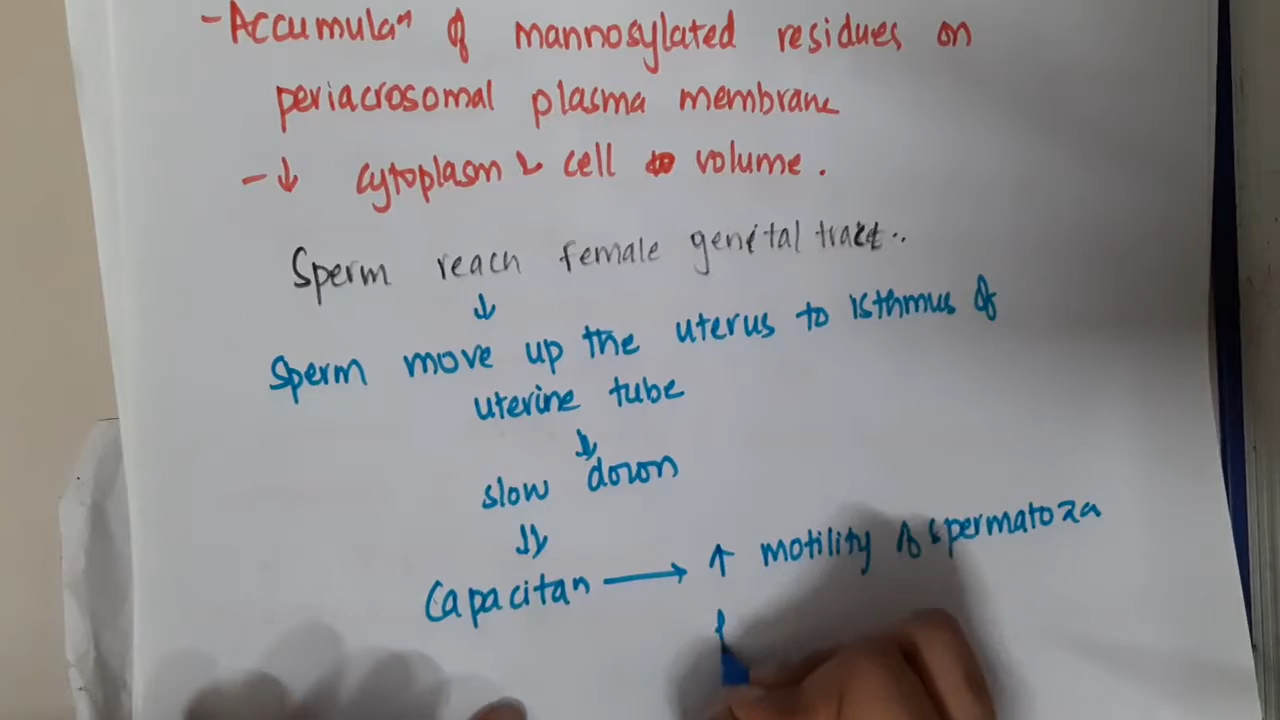 - Accumulaⁿ of mannosylated residues on
periacrosomal plasma membrane
- ↓ cytoplasm & cell volume.
Sperm reach female genital tract..
↓
Sperm move up the uterus to isthmus of
uterine tube
↓
slow down
↓
Capacitan → ↑ motility of spermatoza